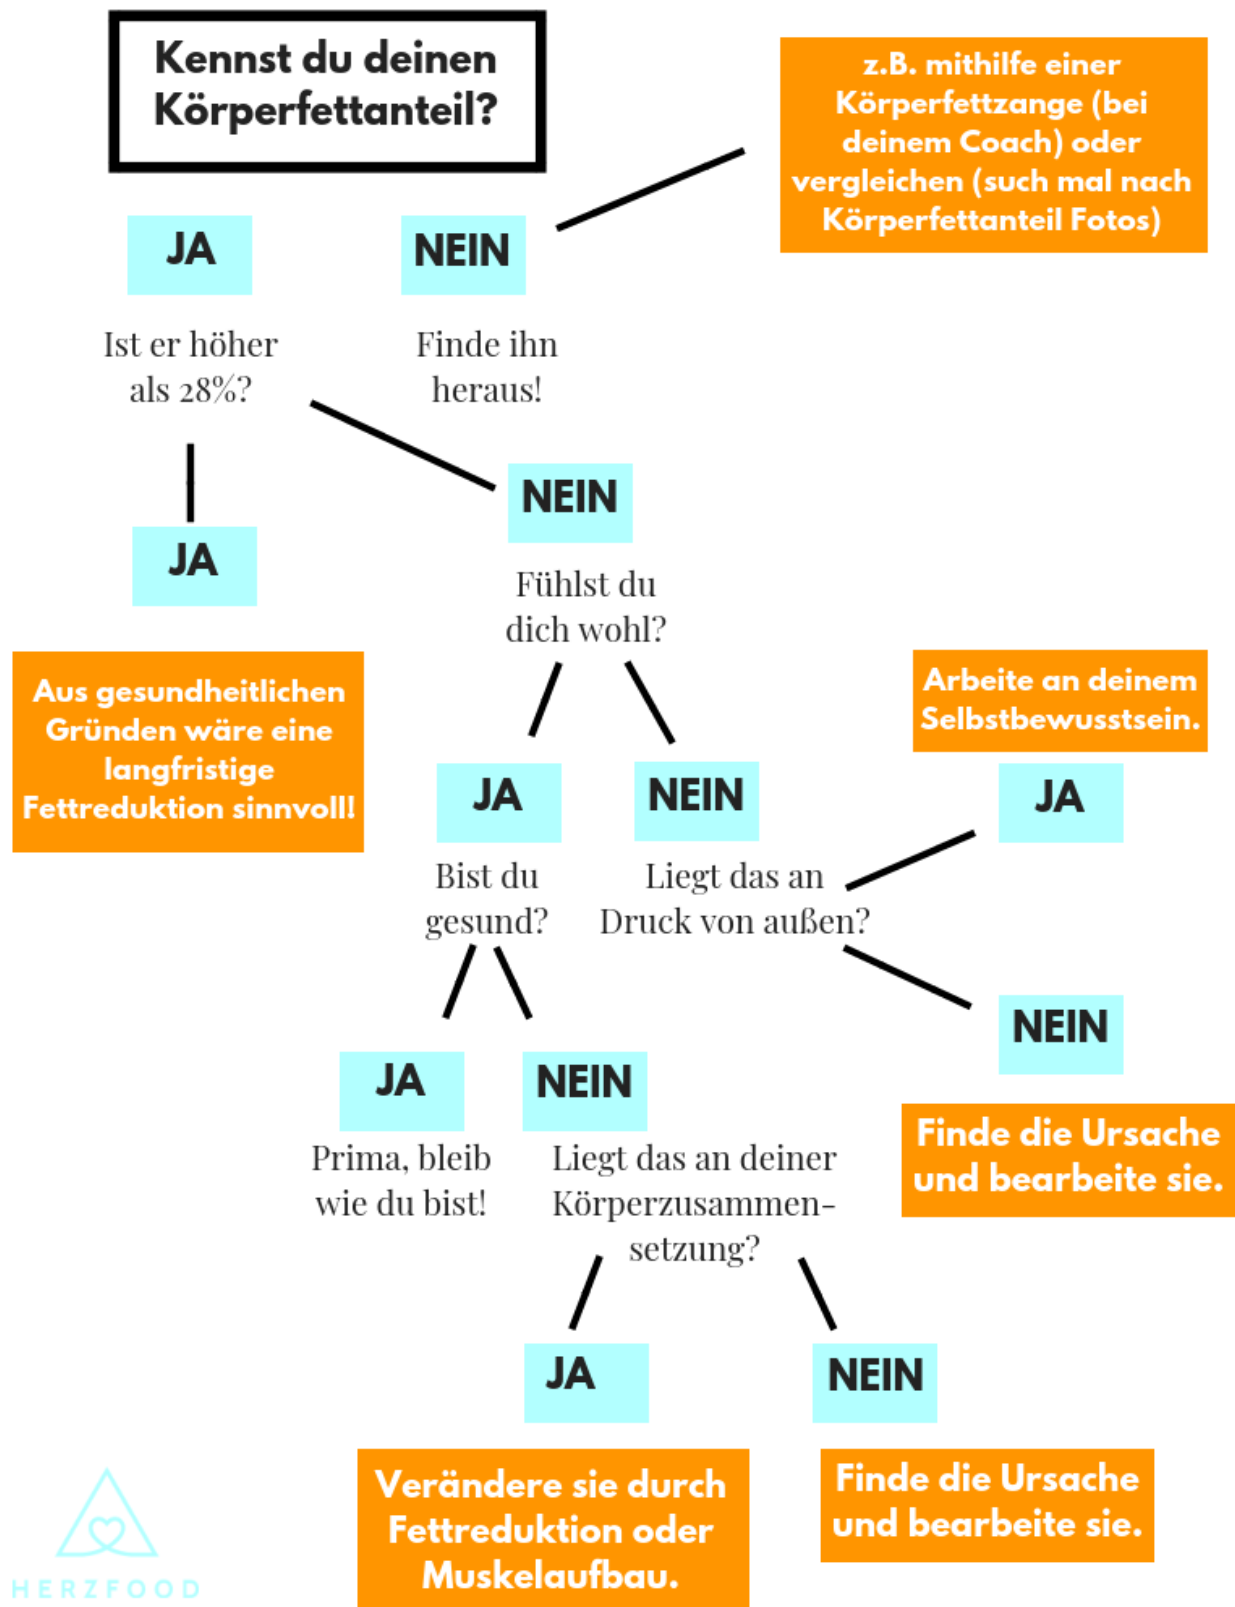 Kennst du deinen
Körperfettanteil?
z.B. mithilfe einer
Körperfettzange (bei
deinem Coach) oder
vergleichen (such mal nach
Körperfettanteil Fotos)
JA
NEIN
Ist er höher
als 28%?
Finde ihn
heraus!
NEIN
JA
Fühlst du
dich wohl?
Aus gesundheitlichen
Gründen wäre eine
langfristige
Fettreduktion sinnvoll!
Arbeite an deinem
Selbstbewusstsein.
JA
NEIN
JA
Bist du
gesund?
Liegt das an
Druck von außen?
NEIN
JA
NEIN
Finde die Ursache
und bearbeite sie.
Prima, bleib
wie du bist!
Liegt das an deiner
Körperzusammen-
setzung?
JA
NEIN
Verändere sie durch
Fettreduktion oder
Muskelaufbau.
Finde die Ursache
und bearbeite sie.
HERZFOOD